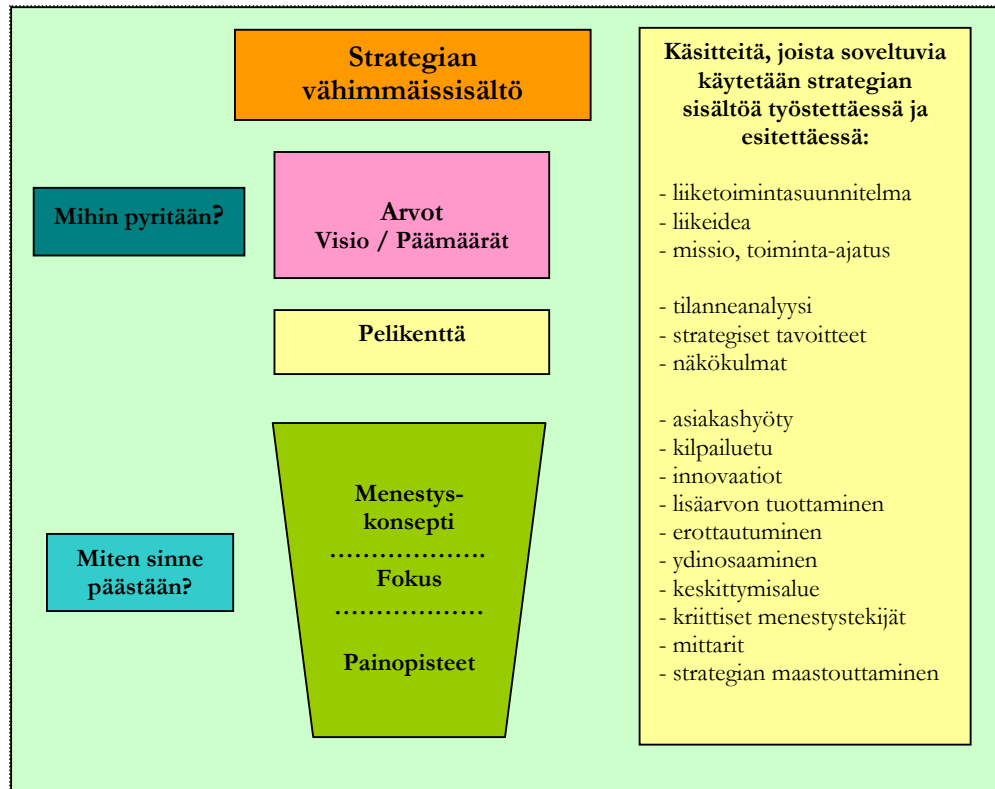 Strategian
vähimmäissisältö
Mihin pyritään?
Arvot
Visio / Päämäärät
Pelikenttä
Miten sinne
päästään?
Menestys-
konsepti
………………..
Fokus
………………
Painopisteet
Käsitteitä, joista soveltuvia
käytetään strategian
sisältöä työstettäessä ja
esitettäessä:
- liiketoimintasuunnitelma
- liikeidea
- missio, toiminta-ajatus
- tilanneanalyysi
- strategiset tavoitteet
- näkökulmat
- asiakashyöty
- kilpailuetu
- innovaatiot
- lisäarvon tuottaminen
- erottautuminen
- ydinosaaminen
- keskittymisalue
- kriittiset menestystekijät
- mittarit
- strategian maastouttaminen